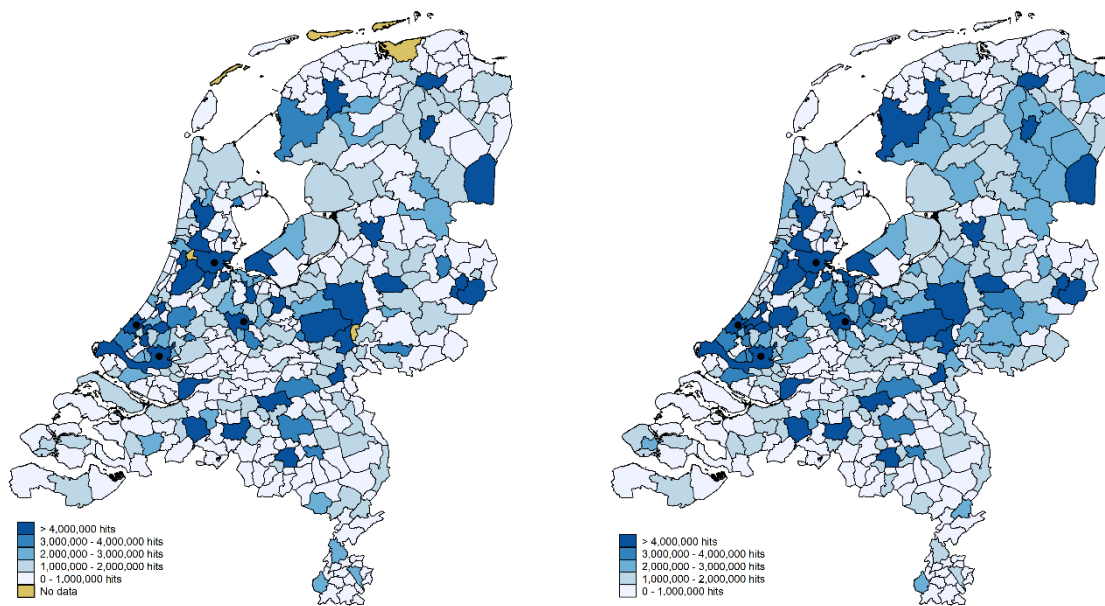 > 4,000,000 hits
3,000,000 - 4,000,000 hits
2,000,000 - 3,000,000 hits
1,000,000 - 2,000,000 hits
0 - 1,000,000 hits
No data
> 4,000,000 hits
3,000,000 - 4,000,000 hits
2,000,000 - 3,000,000 hits
1,000,000 - 2,000,000 hits
0 - 1.000,000 hits